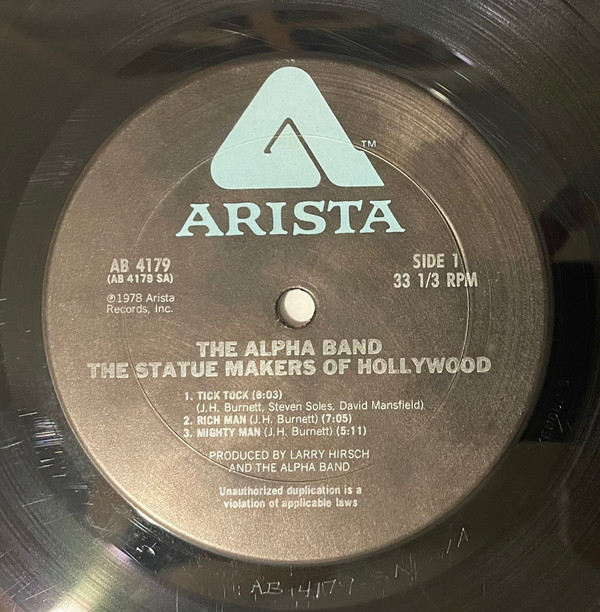 TM
ARISTA
AB 4179
(AB 4179 SA)
℗1978 Arista
Records, Inc.
SIDE 1
33 1/3 RPM
THE ALPHA BAND
THE STATUE MAKERS OF HOLLYWOOD
1. TICK TOCK (8:03)
(J.H. Burnett, Steven Soles, David Mansfield)
2. RICH MAN (J.H. Burnett) (7:05)
3. MIGHTY MAN (J.H. Burnett) (5:11)
PRODUCED BY LARRY HIRSCH
AND THE ALPHA BAND
Unauthorized duplication is a
violation of applicable laws